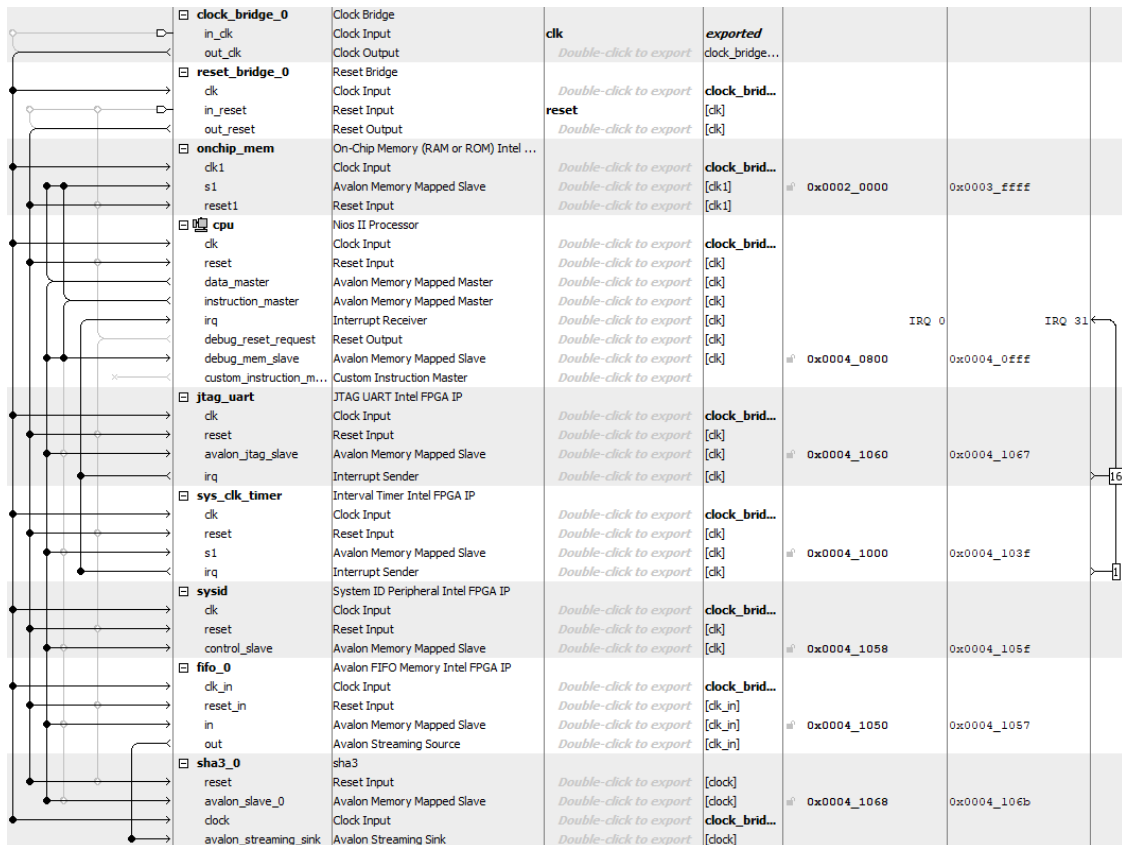 clock_bridge_0 Clock Bridge
in_clk Clock Input clk exported
out_clk Clock Output Double-click to export clock_bridge...
reset_bridge_0 Reset Bridge
clk Clock Input Double-click to export clock_brid...
in_reset Reset Input reset [clk]
out_reset Reset Output Double-click to export [clk]
onchip_mem On-Chip Memory (RAM or ROM) Intel ...
clk1 Clock Input Double-click to export clock_brid...
s1 Avalon Memory Mapped Slave Double-click to export [clk1] 0x0002_0000 0x0003_ffff
reset1 Reset Input Double-click to export [clk1]
cpu Nios II Processor
clk Clock Input Double-click to export clock_brid...
reset Reset Input Double-click to export [clk]
data_master Avalon Memory Mapped Master Double-click to export [clk]
instruction_master Avalon Memory Mapped Master Double-click to export [clk]
irq Interrupt Receiver Double-click to export [clk] IRQ 0 IRQ 31
debug_reset_request Reset Output Double-click to export [clk]
debug_mem_slave Avalon Memory Mapped Slave Double-click to export [clk] 0x0004_0800 0x0004_0fff
custom_instruction_m... Custom Instruction Master Double-click to export
jtag_uart JTAG UART Intel FPGA IP
clk Clock Input Double-click to export clock_brid...
reset Reset Input Double-click to export [clk]
avalon_jtag_slave Avalon Memory Mapped Slave Double-click to export [clk] 0x0004_1060 0x0004_1067
irq Interrupt Sender Double-click to export [clk] 16
sys_clk_timer Interval Timer Intel FPGA IP
clk Clock Input Double-click to export clock_brid...
reset Reset Input Double-click to export [clk]
s1 Avalon Memory Mapped Slave Double-click to export [clk] 0x0004_1000 0x0004_103f
irq Interrupt Sender Double-click to export [clk] 1
sysid System ID Peripheral Intel FPGA IP
clk Clock Input Double-click to export clock_brid...
reset Reset Input Double-click to export [clk]
control_slave Avalon Memory Mapped Slave Double-click to export [clk] 0x0004_1058 0x0004_105f
fifo_0 Avalon FIFO Memory Intel FPGA IP
clk_in Clock Input Double-click to export clock_brid...
reset_in Reset Input Double-click to export [clk_in]
in Avalon Memory Mapped Slave Double-click to export [clk_in] 0x0004_1050 0x0004_1057
out Avalon Streaming Source Double-click to export [clk_in]
sha3_0 sha3
reset Reset Input Double-click to export [clock]
avalon_slave_0 Avalon Memory Mapped Slave Double-click to export [clock] 0x0004_1068 0x0004_106b
clock Clock Input Double-click to export clock_brid...
avalon_streaming_sink Avalon Streaming Sink Double-click to export [clock]